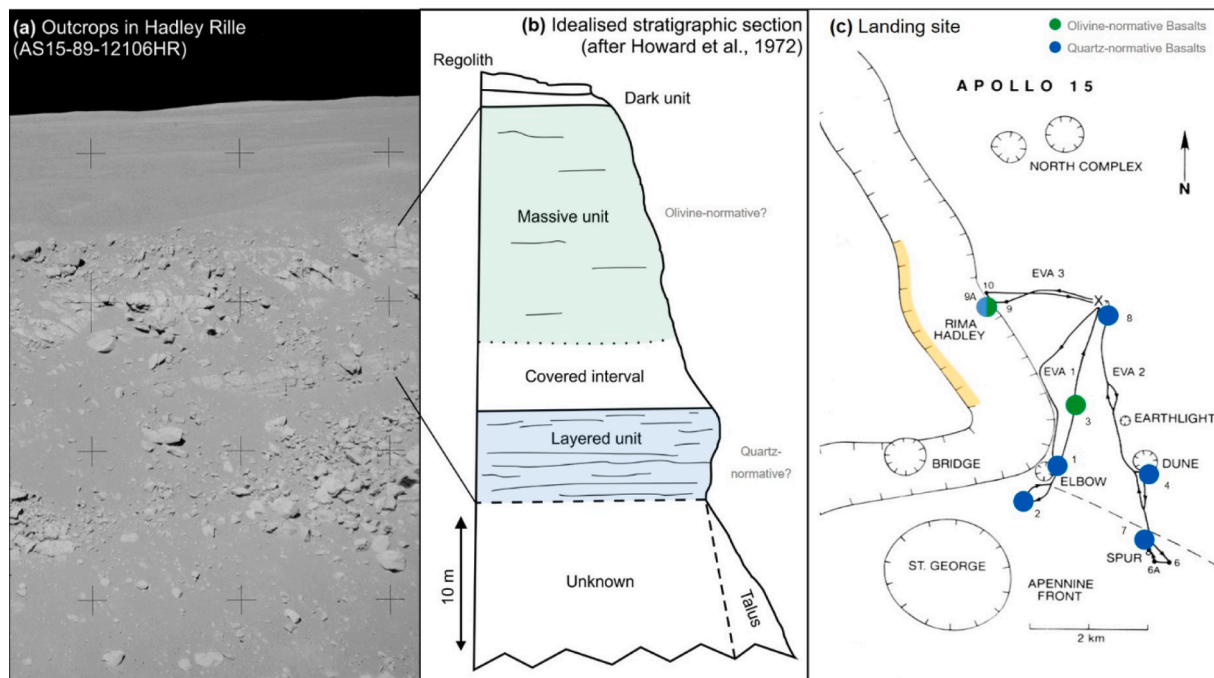 (a) Outcrops in Hadley Rille
(AS15-89-12106HR)
(b) Idealised stratigraphic section
(after Howard et al., 1972)
Regolith
Dark unit
Massive unit
Olivine-normative?
Covered interval
Layered unit
Quartz-
normative?
10 m
Unknown
Talus
(c) Landing site
Olivine-normative Basalts
Quartz-normative Basalts
APOLLO 15
NORTH COMPLEX
N
EVA 3
10
9A
9
X
8
RIMA
HADLEY
EVA 1
EVA 2
3
EARTHLIGHT
BRIDGE
1
ELBOW
DUNE
4
2
7
SPUR
6A
6
ST. GEORGE
APENNINE
FRONT
2 km